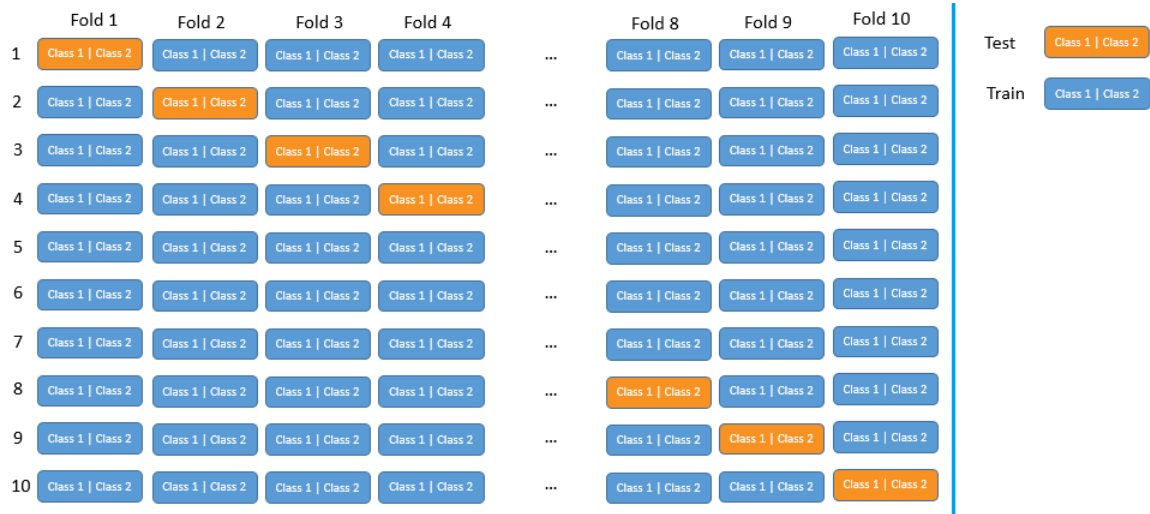 Fold 1 Fold 2 Fold 3 Fold 4 Fold 8 Fold 9 Fold 10
1 Class 1 | Class 2 Class 1 | Class 2 Class 1 | Class 2 Class 1 | Class 2 ... Class 1 | Class 2 Class 1 | Class 2 Class 1 | Class 2
2 Class 1 | Class 2 Class 1 | Class 2 Class 1 | Class 2 Class 1 | Class 2 ... Class 1 | Class 2 Class 1 | Class 2 Class 1 | Class 2
3 Class 1 | Class 2 Class 1 | Class 2 Class 1 | Class 2 Class 1 | Class 2 ... Class 1 | Class 2 Class 1 | Class 2 Class 1 | Class 2
4 Class 1 | Class 2 Class 1 | Class 2 Class 1 | Class 2 Class 1 | Class 2 ... Class 1 | Class 2 Class 1 | Class 2 Class 1 | Class 2
5 Class 1 | Class 2 Class 1 | Class 2 Class 1 | Class 2 Class 1 | Class 2 ... Class 1 | Class 2 Class 1 | Class 2 Class 1 | Class 2
6 Class 1 | Class 2 Class 1 | Class 2 Class 1 | Class 2 Class 1 | Class 2 ... Class 1 | Class 2 Class 1 | Class 2 Class 1 | Class 2
7 Class 1 | Class 2 Class 1 | Class 2 Class 1 | Class 2 Class 1 | Class 2 ... Class 1 | Class 2 Class 1 | Class 2 Class 1 | Class 2
8 Class 1 | Class 2 Class 1 | Class 2 Class 1 | Class 2 Class 1 | Class 2 ... Class 1 | Class 2 Class 1 | Class 2 Class 1 | Class 2
9 Class 1 | Class 2 Class 1 | Class 2 Class 1 | Class 2 Class 1 | Class 2 ... Class 1 | Class 2 Class 1 | Class 2 Class 1 | Class 2
10 Class 1 | Class 2 Class 1 | Class 2 Class 1 | Class 2 Class 1 | Class 2 ... Class 1 | Class 2 Class 1 | Class 2 Class 1 | Class 2
Test Class 1 | Class 2
Train Class 1 | Class 2